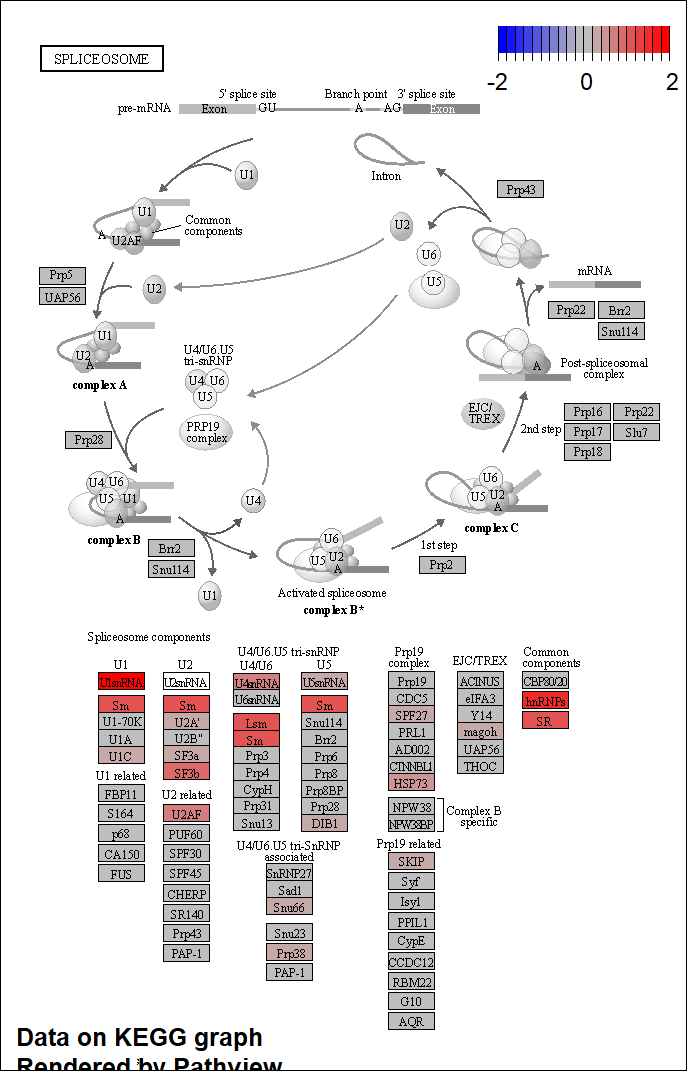 SPLICEOSOME
-2 0 2
5' splice site Branch point 3' splice site
pre-mRNA Exon GU A AG Exon
U1
Intron
Prp43
U1
U2AF
A
Common
components
U2
U6
U5
Prp5
UAP56
U2
mRNA
Prp22 Brr2
Snu114
U1
U2
A
complex A
U4/U6.U5
tri-snRNP
U4 U6
U5
PRP19
complex
A
Post-spliceosomal
complex
EJC/
TREX
2nd step
Prp16 Prp22
Prp17 Slu7
Prp18
Prp28
U4 U6
U5 U1
A
complex B
U4
U6
U5 U2
A
complex C
Brr2
Snu114
U1
U6
U5 U2
A
Activated spliceosome
complex B*
1st step
Prp2
Spliceosome components
U1
U1snRNA
Sm
U1-70K
U1A
U1C
U1 related
FBP11
S164
p68
CA150
FUS
U2
U2snRNA
Sm
U2A'
U2B"
SF3a
SF3b
U2 related
U2AF
PUF60
SPF30
SPF45
CHERP
SR140
Prp43
PAP-1
U4/U6.U5 tri-snRNP
U4/U6
U4snRNA
U6snRNA
Lsm
Sm
Prp3
Prp4
CypH
Prp31
Snu13
U5
U5snRNA
Sm
Snu114
Brr2
Prp6
Prp8
Prp8BP
Prp28
DIB1
U4/U6.U5 tri-SnRNP
associated
SnRNP27
Sad1
Snu66
Snu23
Prp38
PAP-1
Prp19
complex
Prp19
CDC5
SPF27
PRL1
AD002
CTNNBL1
HSP73
NPW38
NPW38BP
Complex B
specific
Prp19 related
SKIP
Syf
Isy1
PPIL1
CypE
CCDC12
RBM22
G10
AQR
EJC/TREX
ACINUS
eIFA3
Y14
magoh
UAP56
THOC
Common
components
CBP80/20
hnRNPs
SR
Data on KEGG graph
Rendered by Pathview